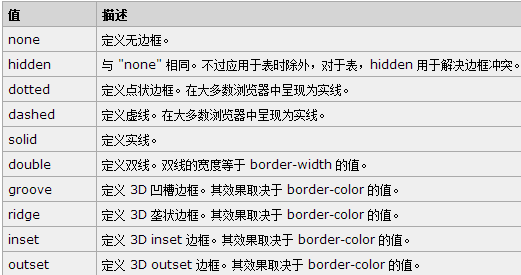 值 描述
none 定义无边框。
hidden 与 "none" 相同。不过应用于表时除外，对于表，hidden 用于解决边框冲突。
dotted 定义点状边框。在大多数浏览器中呈现为实线。
dashed 定义虚线。在大多数浏览器中呈现为实线。
solid 定义实线。
double 定义双线。双线的宽度等于 border-width 的值。
groove 定义 3D 凹槽边框。其效果取决于 border-color 的值。
ridge 定义 3D 垄状边框。其效果取决于 border-color 的值。
inset 定义 3D inset 边框。其效果取决于 border-color 的值。
outset 定义 3D outset 边框。其效果取决于 border-color 的值。